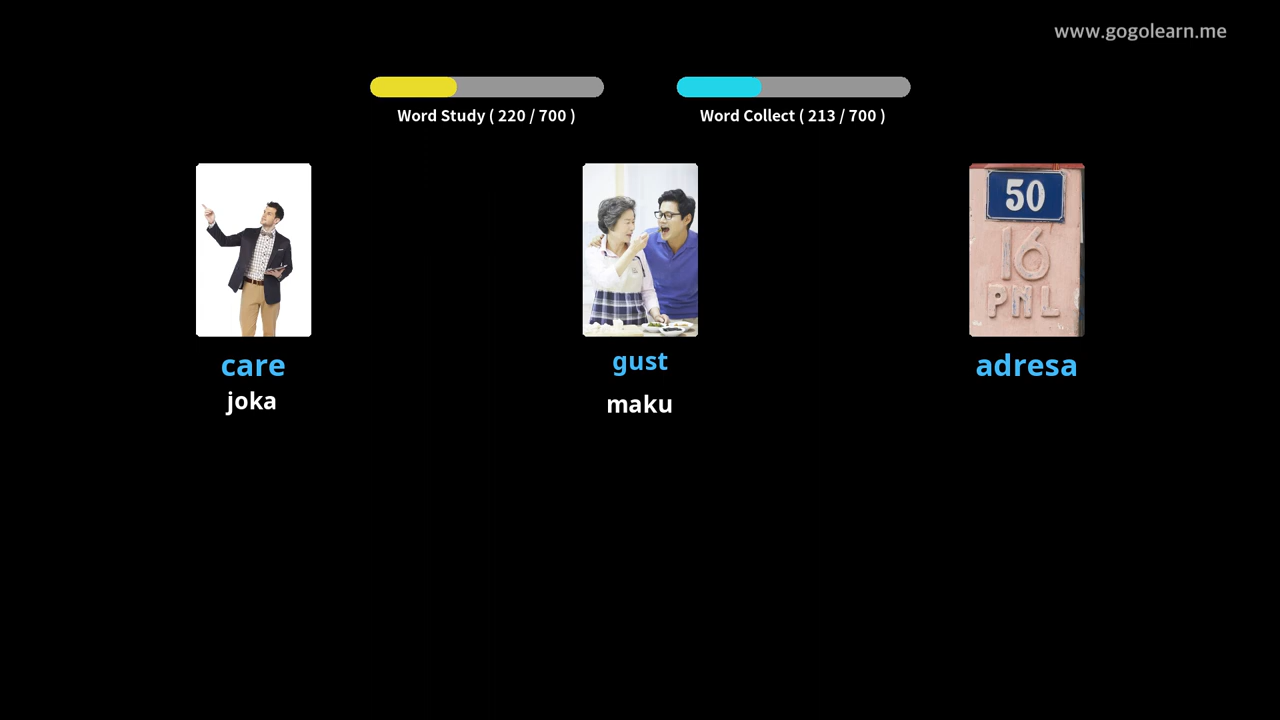 www.gogolearn.me
Word Study ( 220 / 700 )
Word Collect ( 213 / 700 )
50
16
PNL
care
joka
gust
maku
adresa